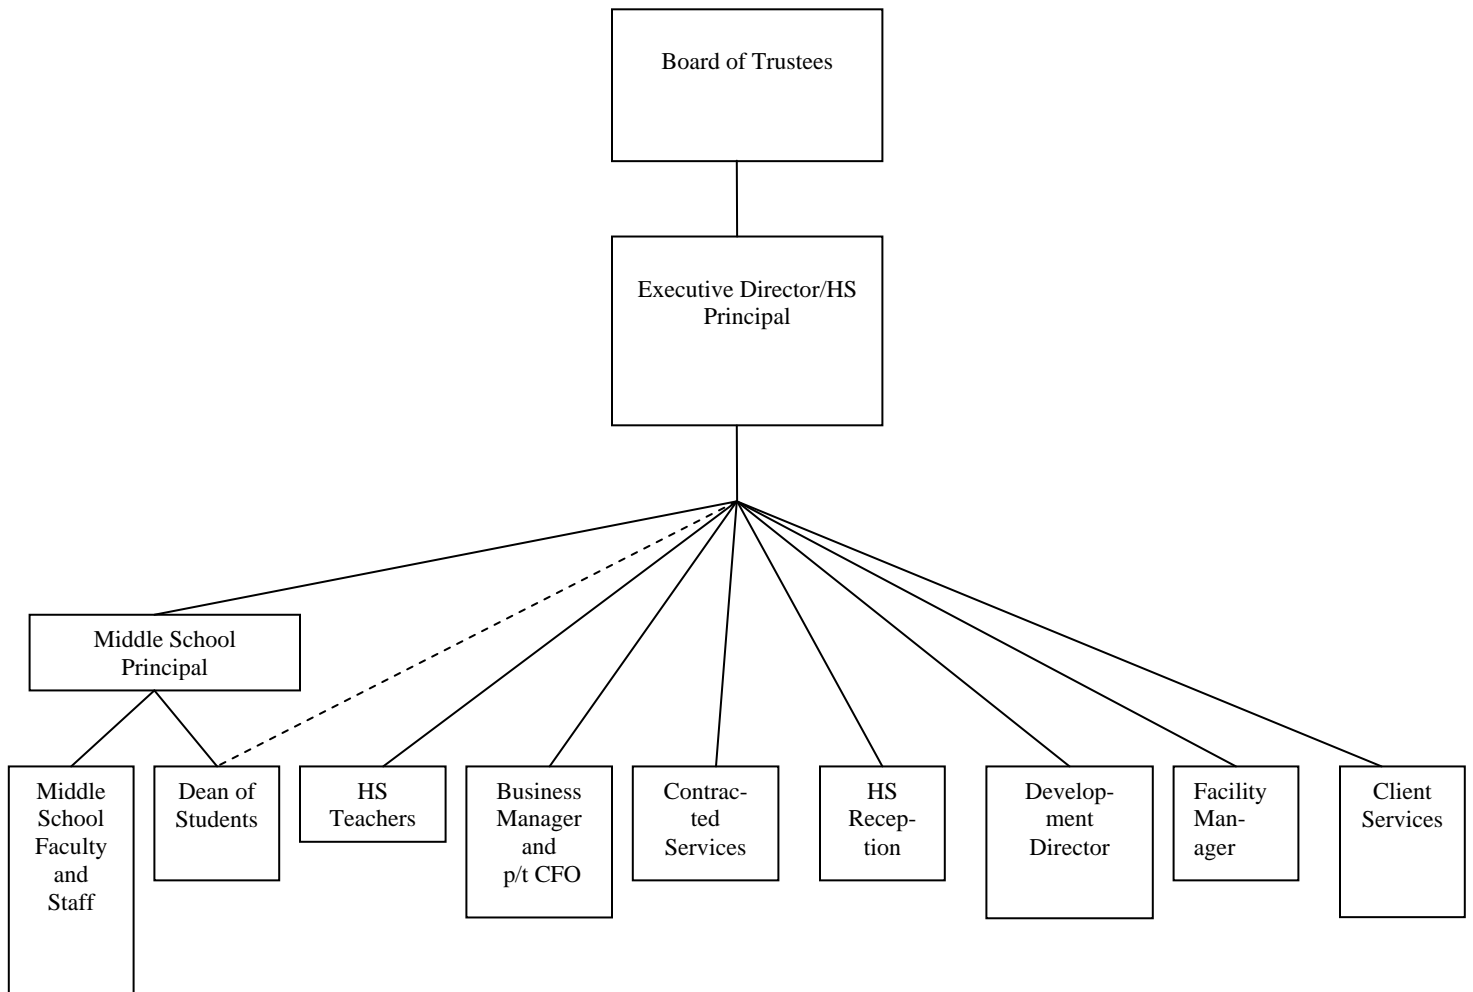 Board of Trustees
Executive Director/HS
Principal
Middle School
Principal
Middle
School
Faculty
and
Staff
Dean of
Students
HS
Teachers
Business
Manager
and
p/t CFO
Contrac-
ted
Services
HS
Recep-
tion
Develop-
ment
Director
Facility
Man-
ager
Client
Services